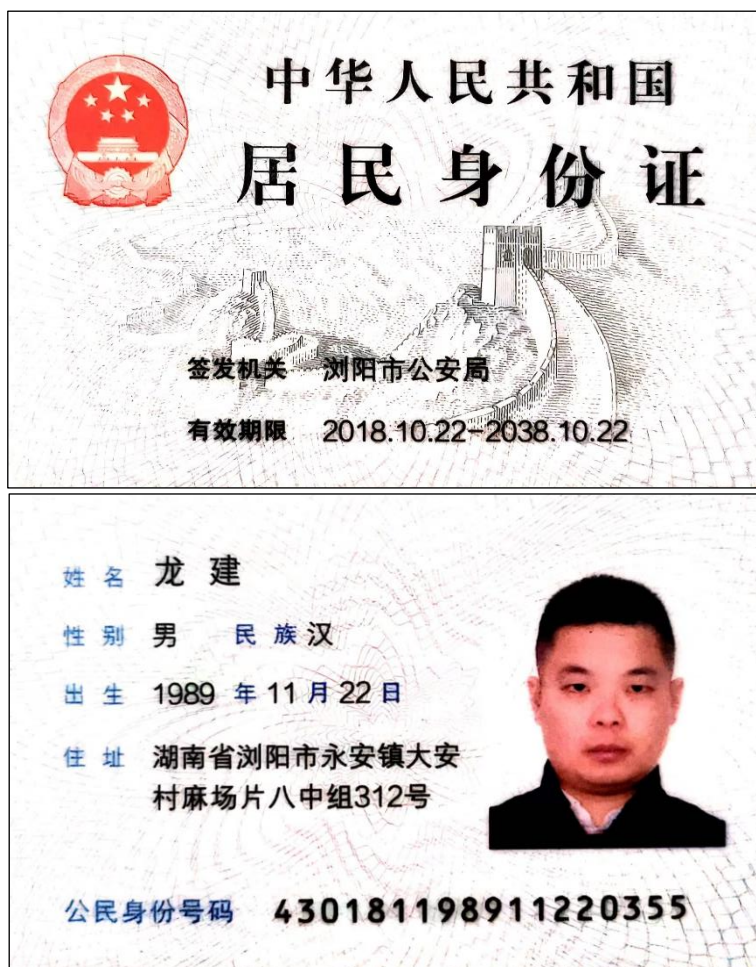 中华人民共和国
居民身份证
签发机关 浏阳市公安局
有效期限 2018.10.22-2038.10.22
姓名 龙建
性别 男 民族 汉
出生 1989 年 11 月 22 日
住址 湖南省浏阳市永安镇大安
村麻场片八中组312号
公民身份号码 430181198911220355